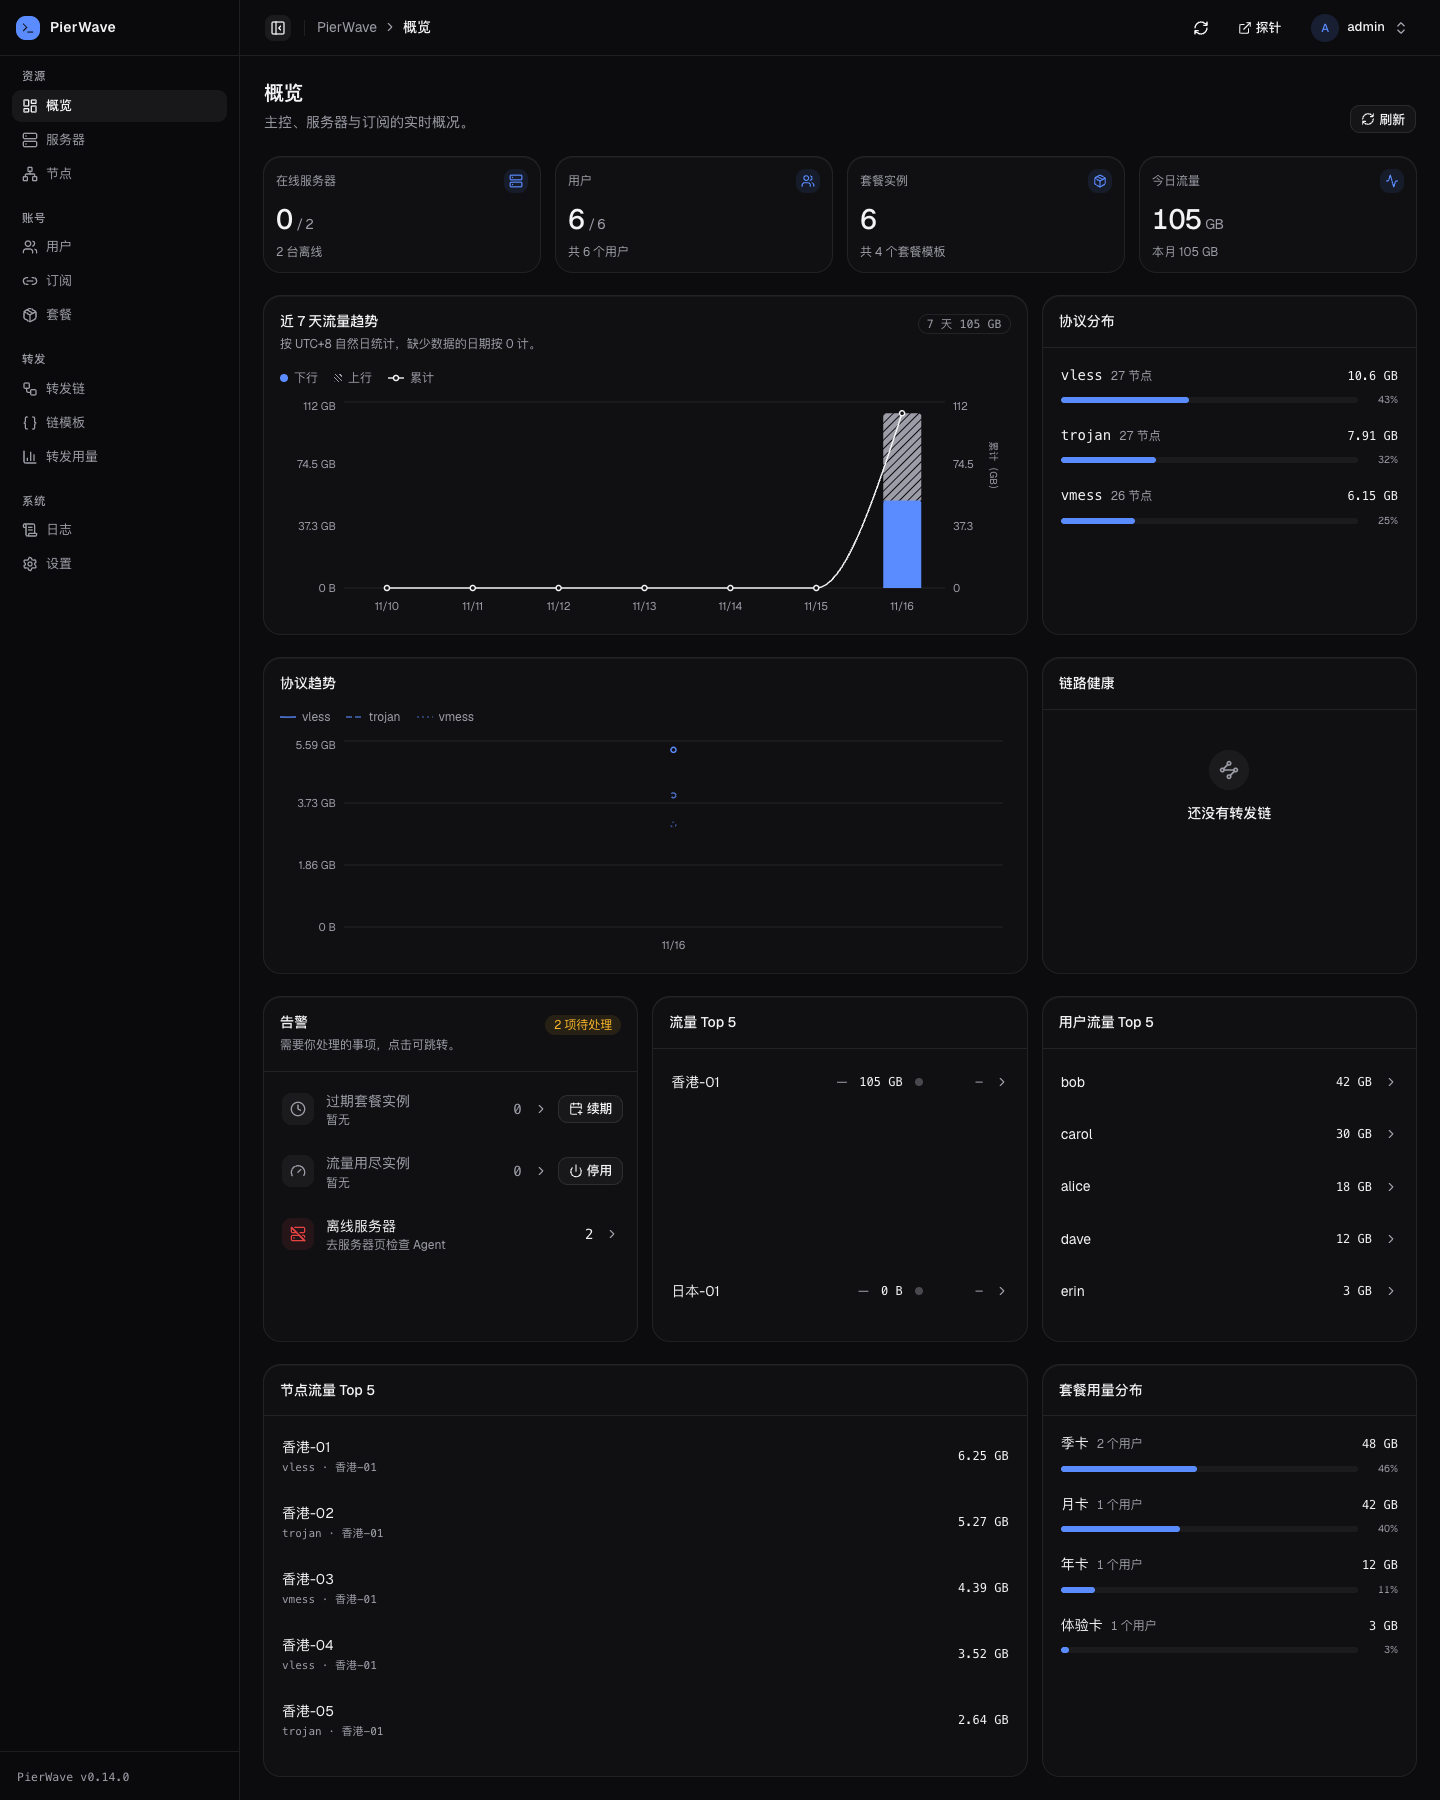 PierWave
PierWave > 概览
探针
A admin
资源
概览
服务器
节点
账号
用户
订阅
套餐
转发
转发链
链模板
转发用量
系统
日志
设置
PierWave v0.14.0
概览
主控、服务器与订阅的实时概况。
刷新
在线服务器
0 / 2
2 台离线
用户
6 / 6
共 6 个用户
套餐实例
6
共 4 个套餐模板
今日流量
105 GB
本月 105 GB
近 7 天流量趋势
7 天 105 GB
按 UTC+8 自然日统计，缺少数据的日期按 0 计。
下行 上行 累计
112 GB
74.5 GB
37.3 GB
0 B
112
74.5
37.3
0
累计 (GB)
11/10 11/11 11/12 11/13 11/14 11/15 11/16
协议分布
vless 27 节点 10.6 GB
43%
trojan 27 节点 7.91 GB
32%
vmess 26 节点 6.15 GB
25%
协议趋势
vless trojan vmess
5.59 GB
3.73 GB
1.86 GB
0 B
11/16
链路健康
还没有转发链
告警
2 项待处理
需要你处理的事项，点击可跳转。
过期套餐实例
暂无
0 续期
流量用尽实例
暂无
0 停用
离线服务器
去服务器页检查 Agent
2
流量 Top 5
香港-01 — 105 GB –
日本-01 — 0 B –
用户流量 Top 5
bob 42 GB
carol 30 GB
alice 18 GB
dave 12 GB
erin 3 GB
节点流量 Top 5
香港-01 6.25 GB
vless · 香港-01
香港-02 5.27 GB
trojan · 香港-01
香港-03 4.39 GB
vmess · 香港-01
香港-04 3.52 GB
vless · 香港-01
香港-05 2.64 GB
trojan · 香港-01
套餐用量分布
季卡 2 个用户 48 GB
46%
月卡 1 个用户 42 GB
40%
年卡 1 个用户 12 GB
11%
体验卡 1 个用户 3 GB
3%